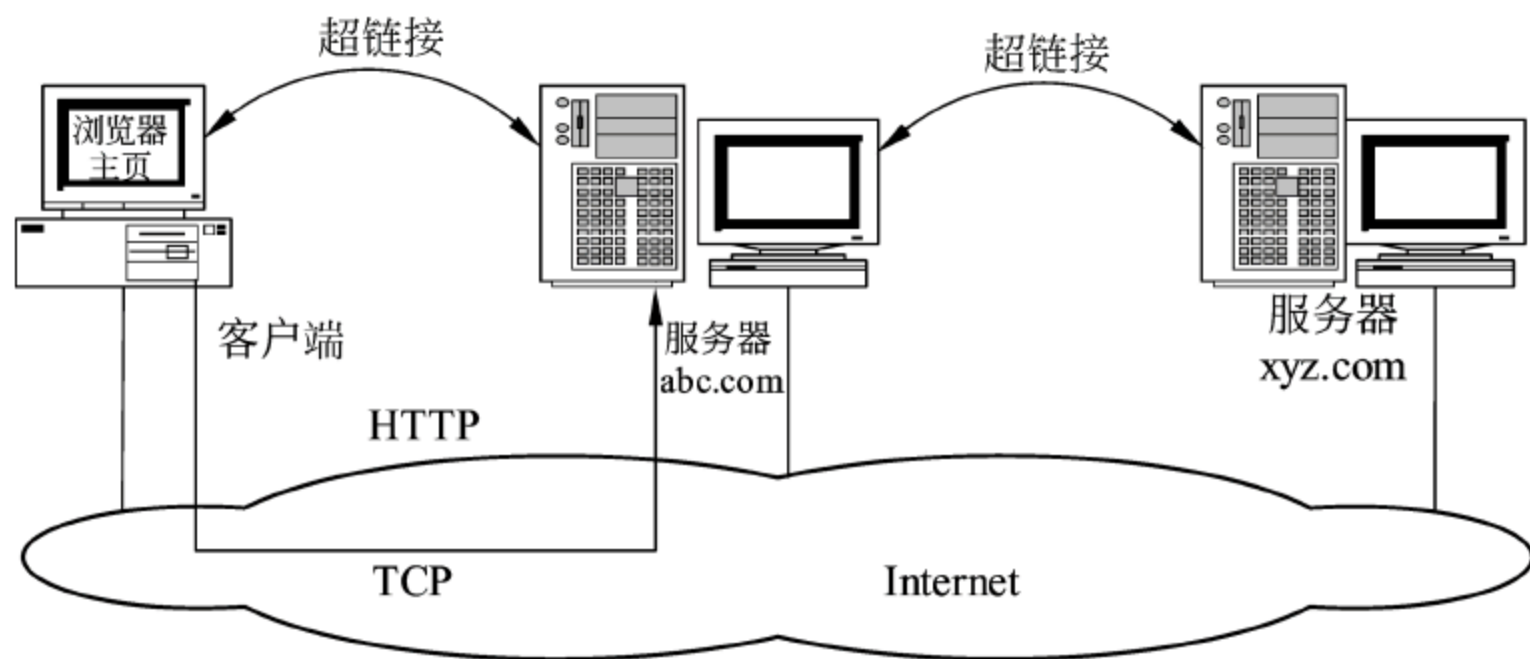 超链接
超链接
浏览器
主页
客户端
服务器
abc.com
服务器
xyz.com
HTTP
TCP
Internet